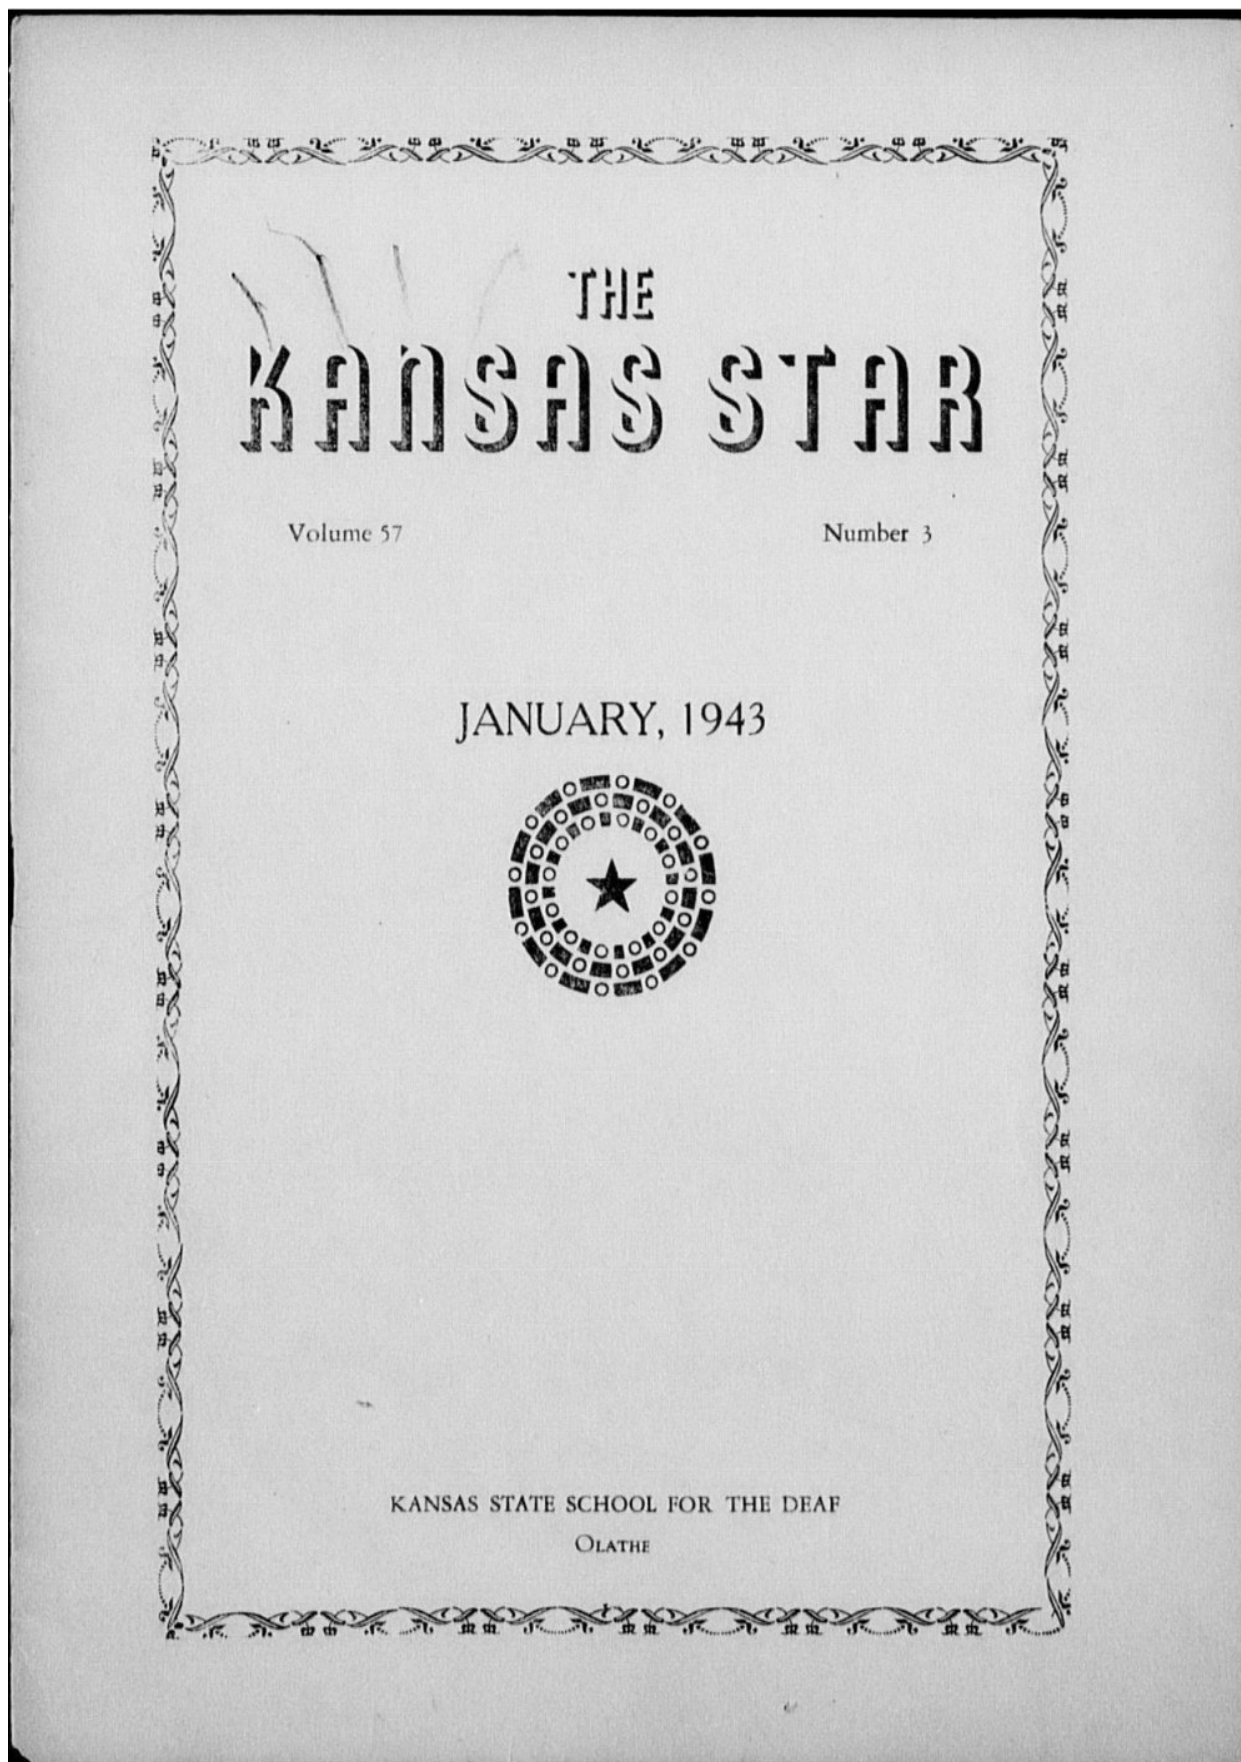 THE
KANSAS STAR
Volume 57 Number 3
JANUARY, 1943
KANSAS STATE SCHOOL FOR THE DEAF
OLATHE